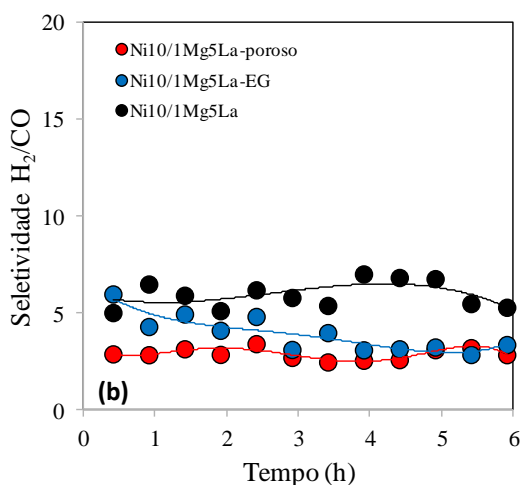 20
15
10
5
0
Seletividade H₂/CO
Ni10/1Mg5La-poroso
Ni10/1Mg5La-EG
Ni10/1Mg5La
(b)
0 1 2 3 4 5 6
Tempo (h)